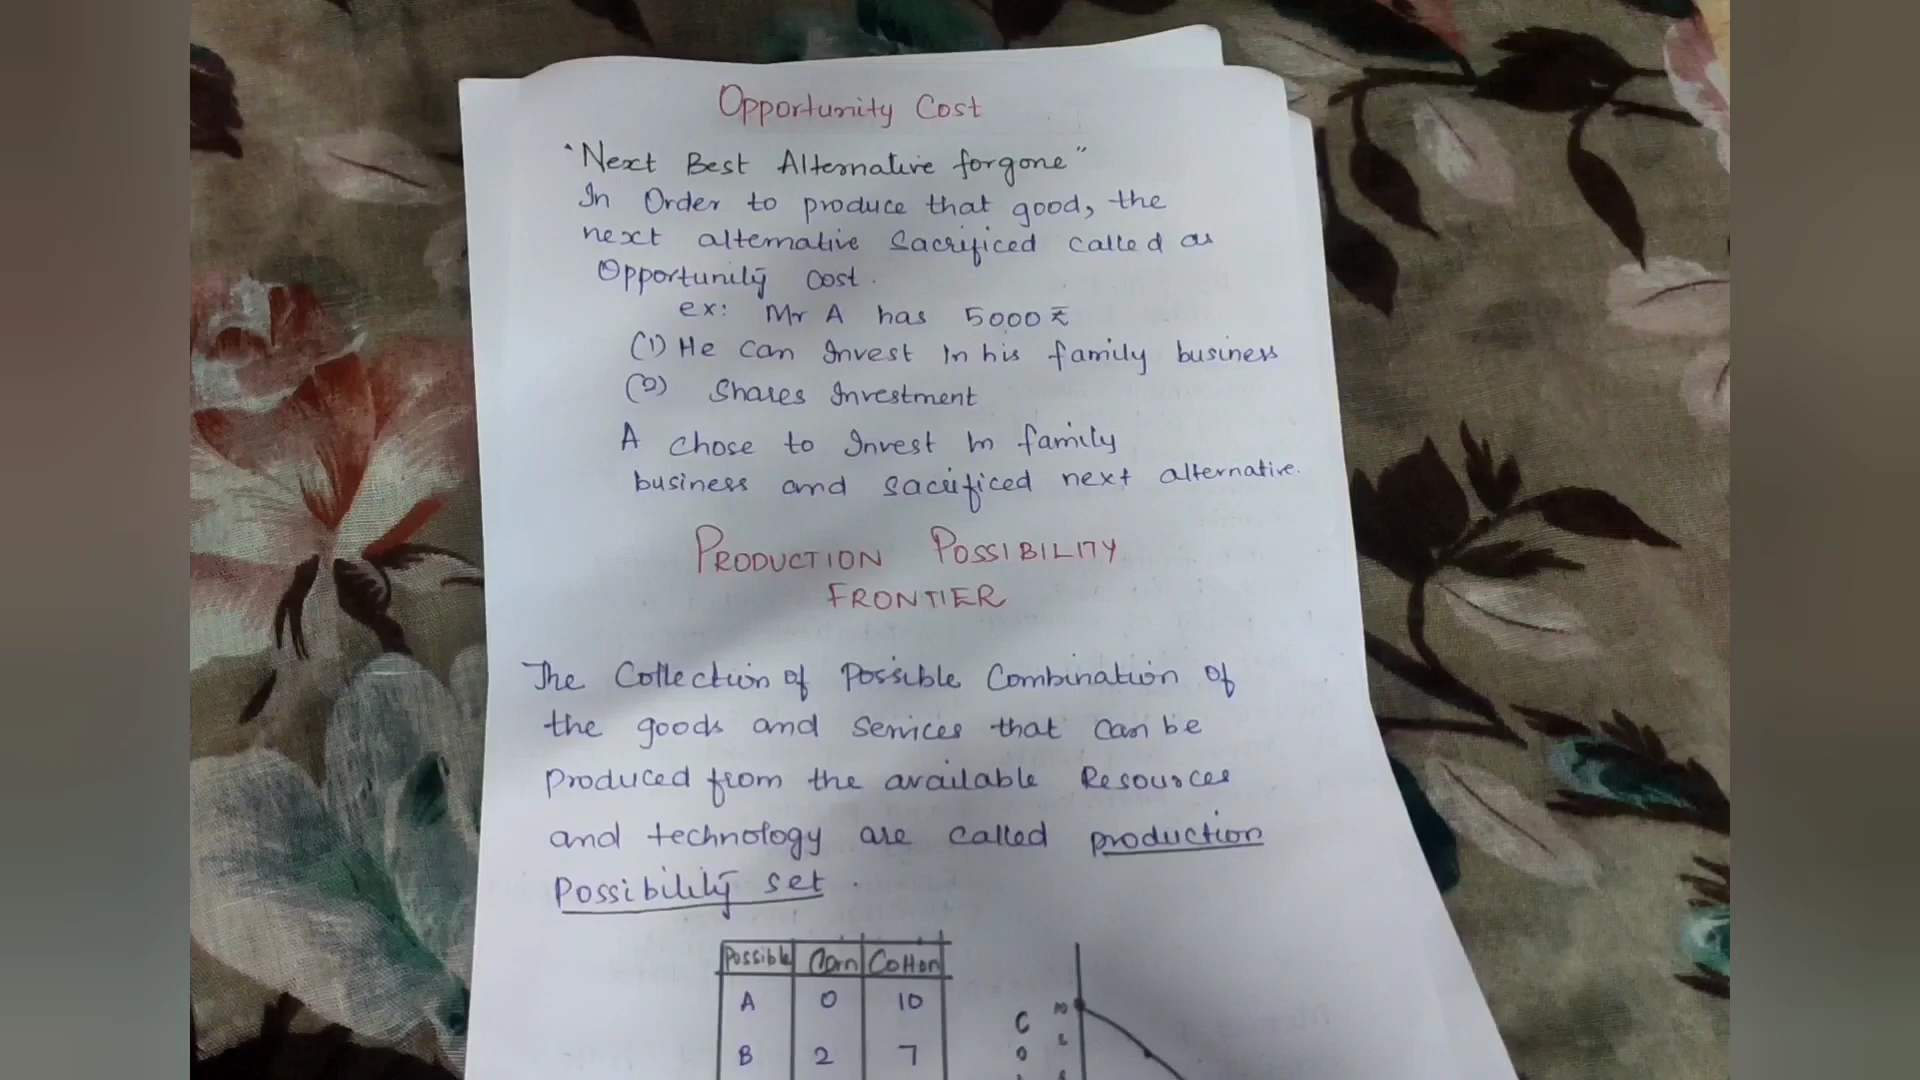 Opportunity Cost
"Next Best Alternative forgone"
In Order to produce that good, the
next alternative Sacrificed called as
Opportunity cost.
ex: Mr A has 5000 ₹
(1) He can Invest In his family business
(2) Shares Investment
A chose to Invest In family
business and sacrificed next alternative.
PRODUCTION POSSIBILITY
FRONTIER
The Collection of Possible Combination of
the goods and services that can be
produced from the available Resources
and technology are called production
Possibility set.
Possible Corn Cotton
A 0 10
B 2 7
C
O
10